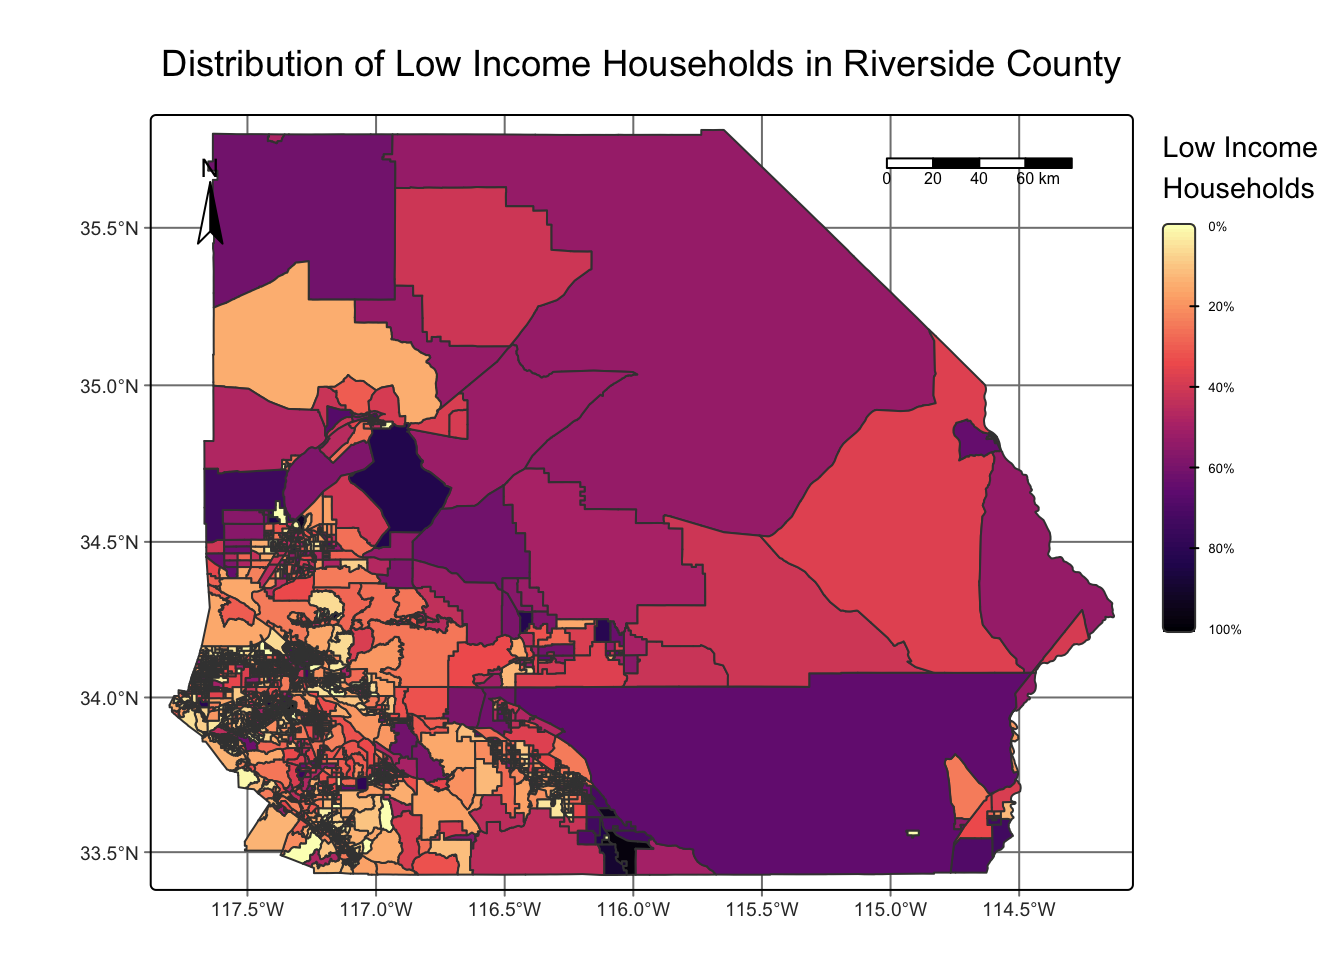 Distribution of Low Income Households in Riverside County
N
0 20 40 60 km
Low Income
Households
0%
20%
40%
60%
80%
100%
35.5°N
35.0°N
34.5°N
34.0°N
33.5°N
117.5°W 117.0°W 116.5°W 116.0°W 115.5°W 115.0°W 114.5°W